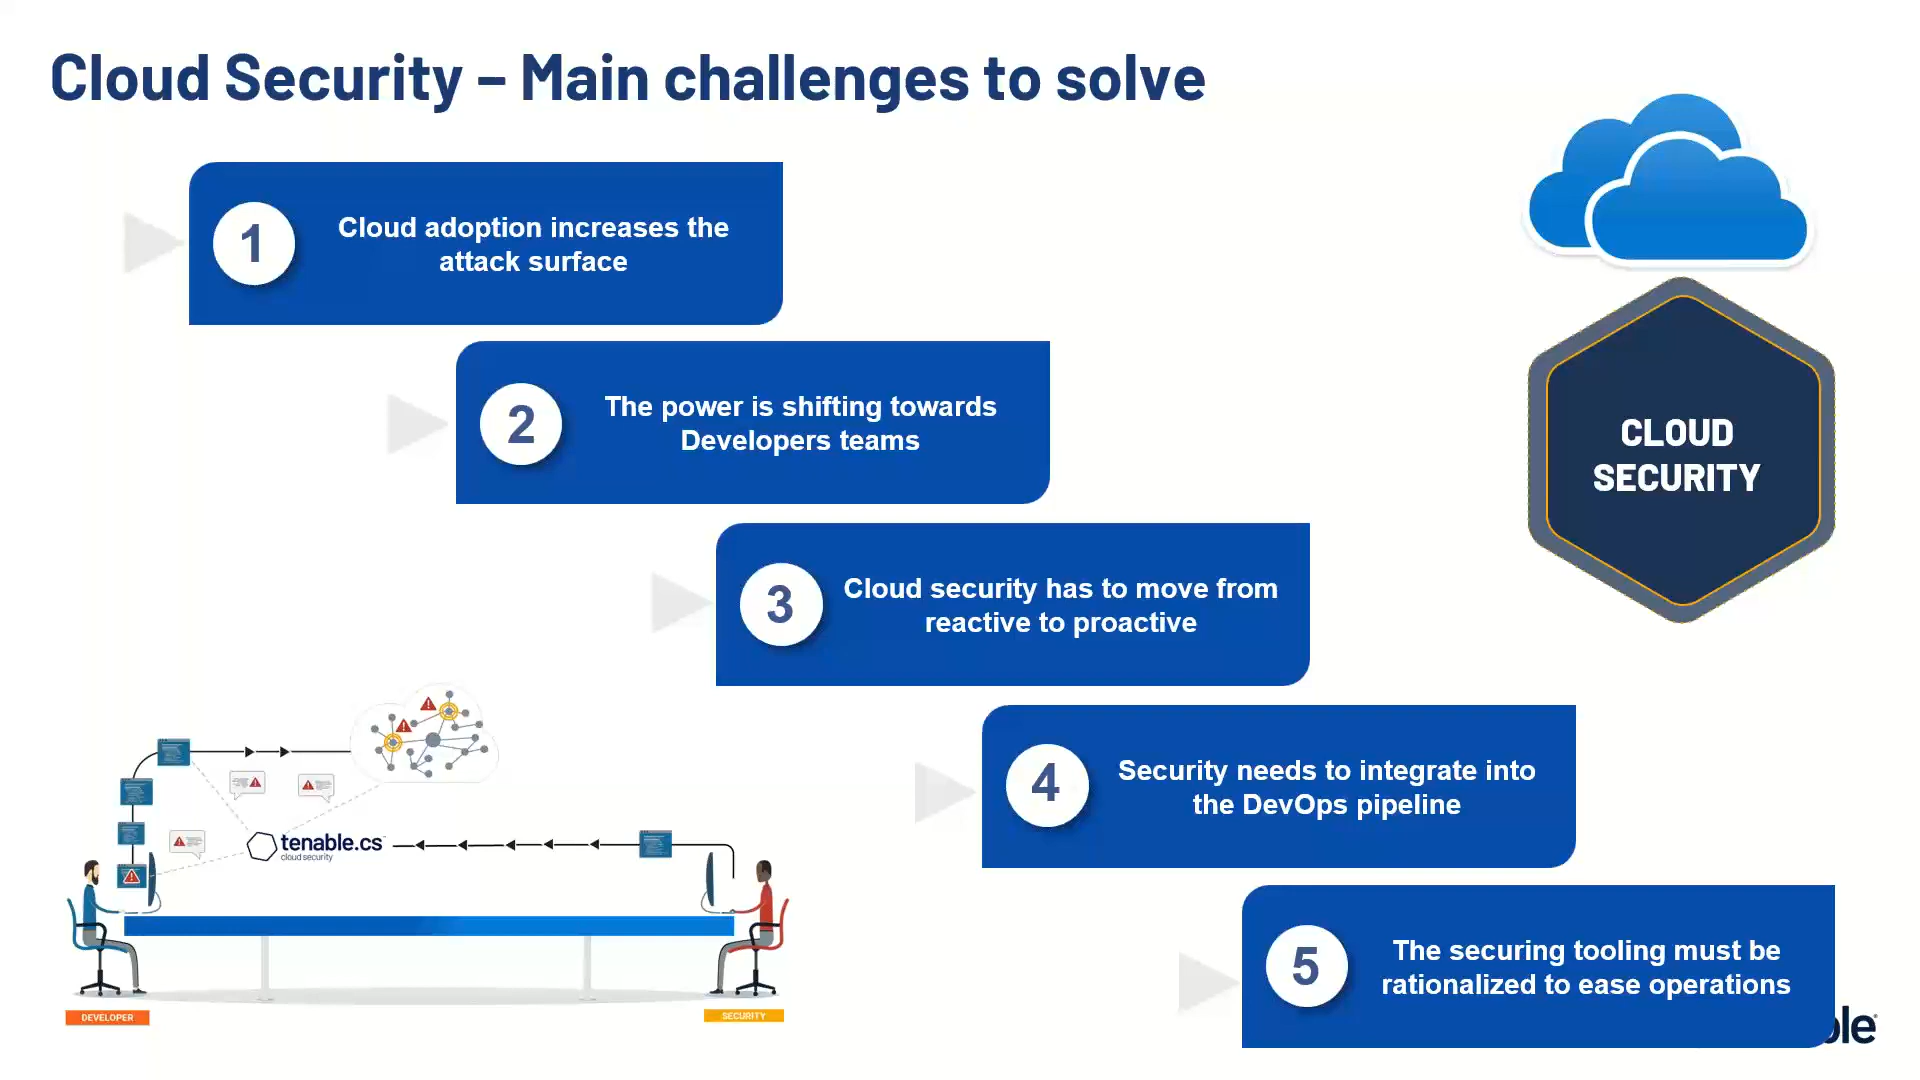 Cloud Security – Main challenges to solve
1
Cloud adoption increases the
attack surface
2
The power is shifting towards
Developers teams
3
Cloud security has to move from
reactive to proactive
4
Security needs to integrate into
the DevOps pipeline
5
The securing tooling must be
rationalized to ease operations
CLOUD
SECURITY
tenable.cs
cloud security
DEVELOPER
SECURITY